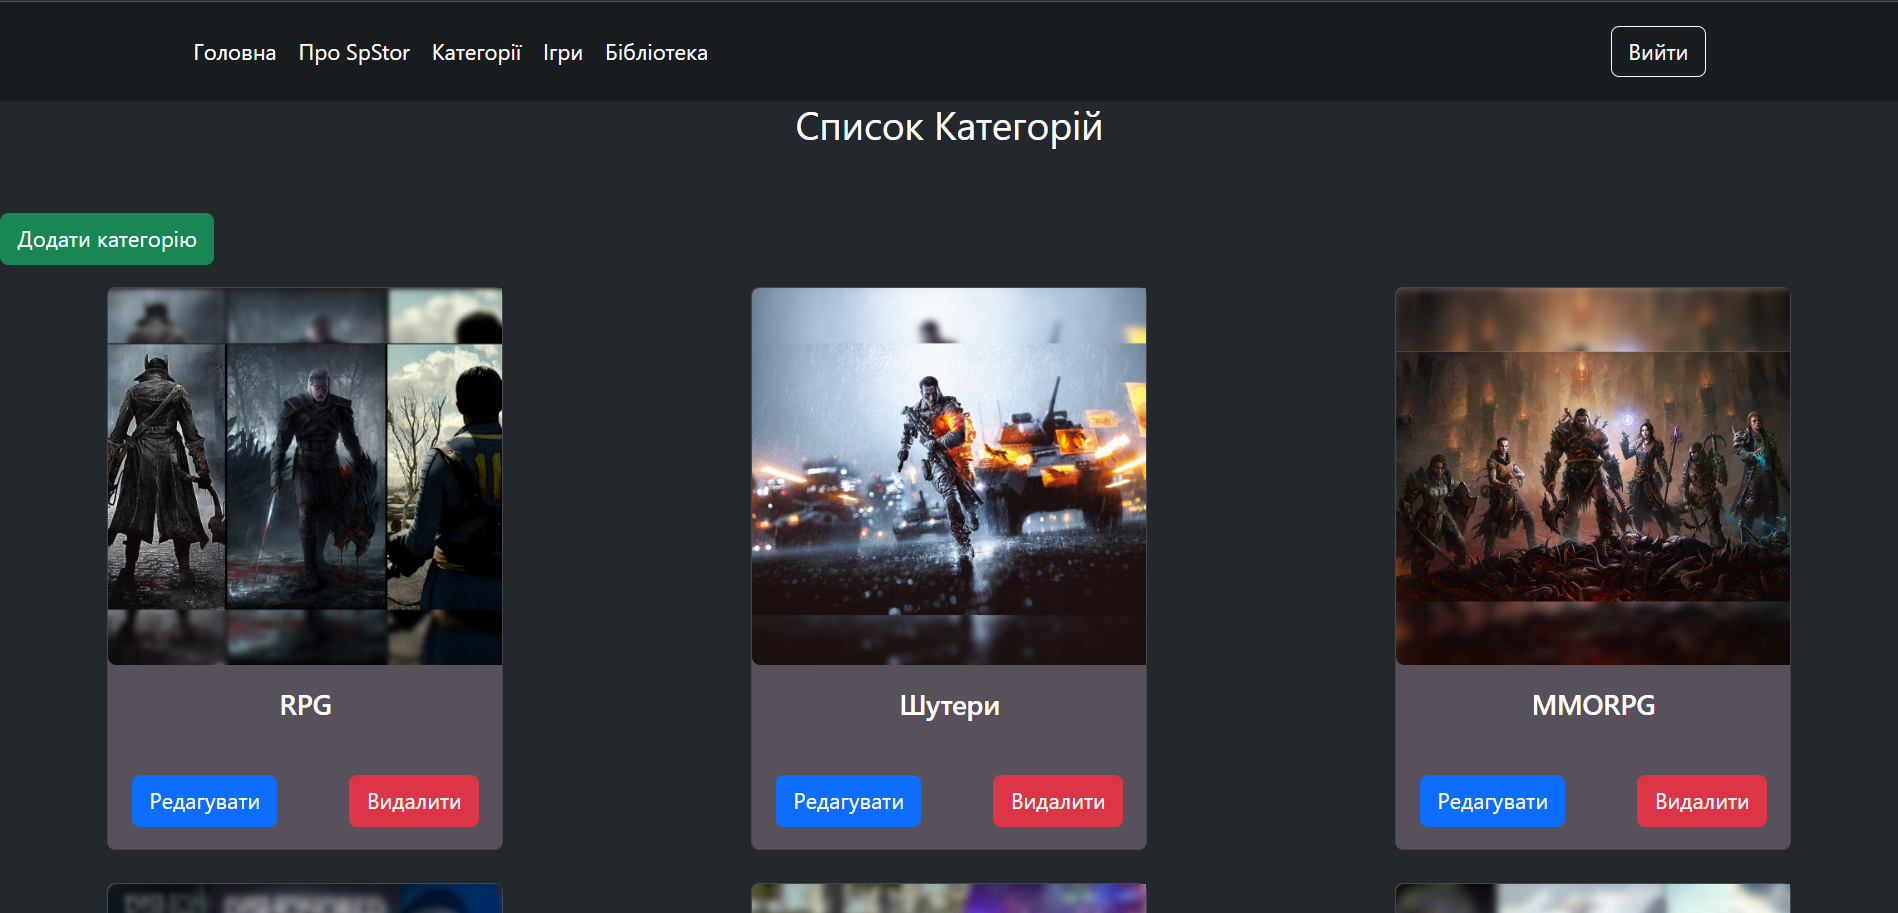 Головна Про SpStor Категорії Ігри Бібліотека Вийти
Список Категорій
Додати категорію
RPG Шутери MMORPG
Редагувати Видалити Редагувати Видалити Редагувати Видалити